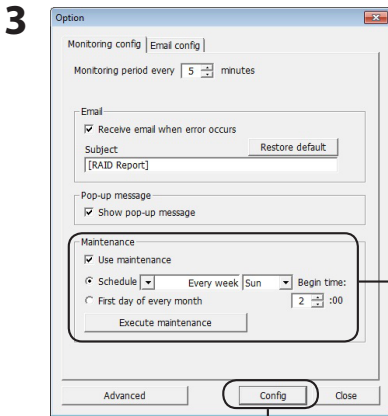 3
Option
Monitoring config Email config
Monitoring period every 5 minutes
Email
Receive email when error occurs
Subject Restore default
[RAID Report]
Pop-up message
Show pop-up message
Maintenance
Use maintenance
Schedule Every week Sun Begin time:
First day of every month 2 :00
Execute maintenance
Advanced Config Close